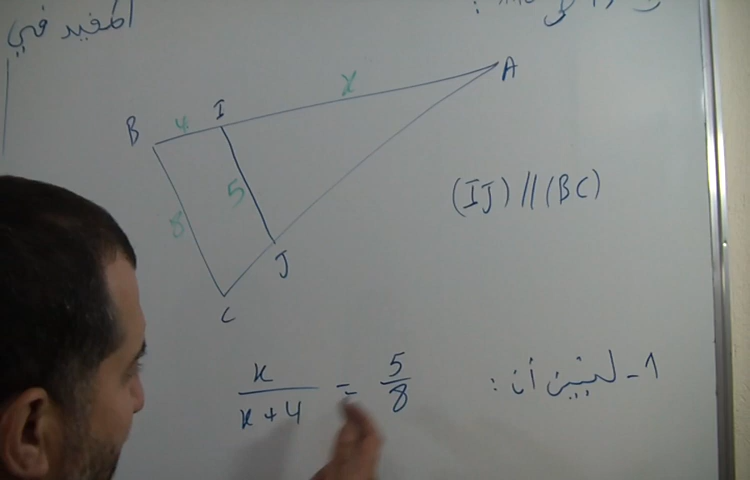 المفيد في
A
x
I
4
B
5
8
(IJ) // (BC)
J
C
1 - لنبين أن :
x / x + 4 = 5 / 8